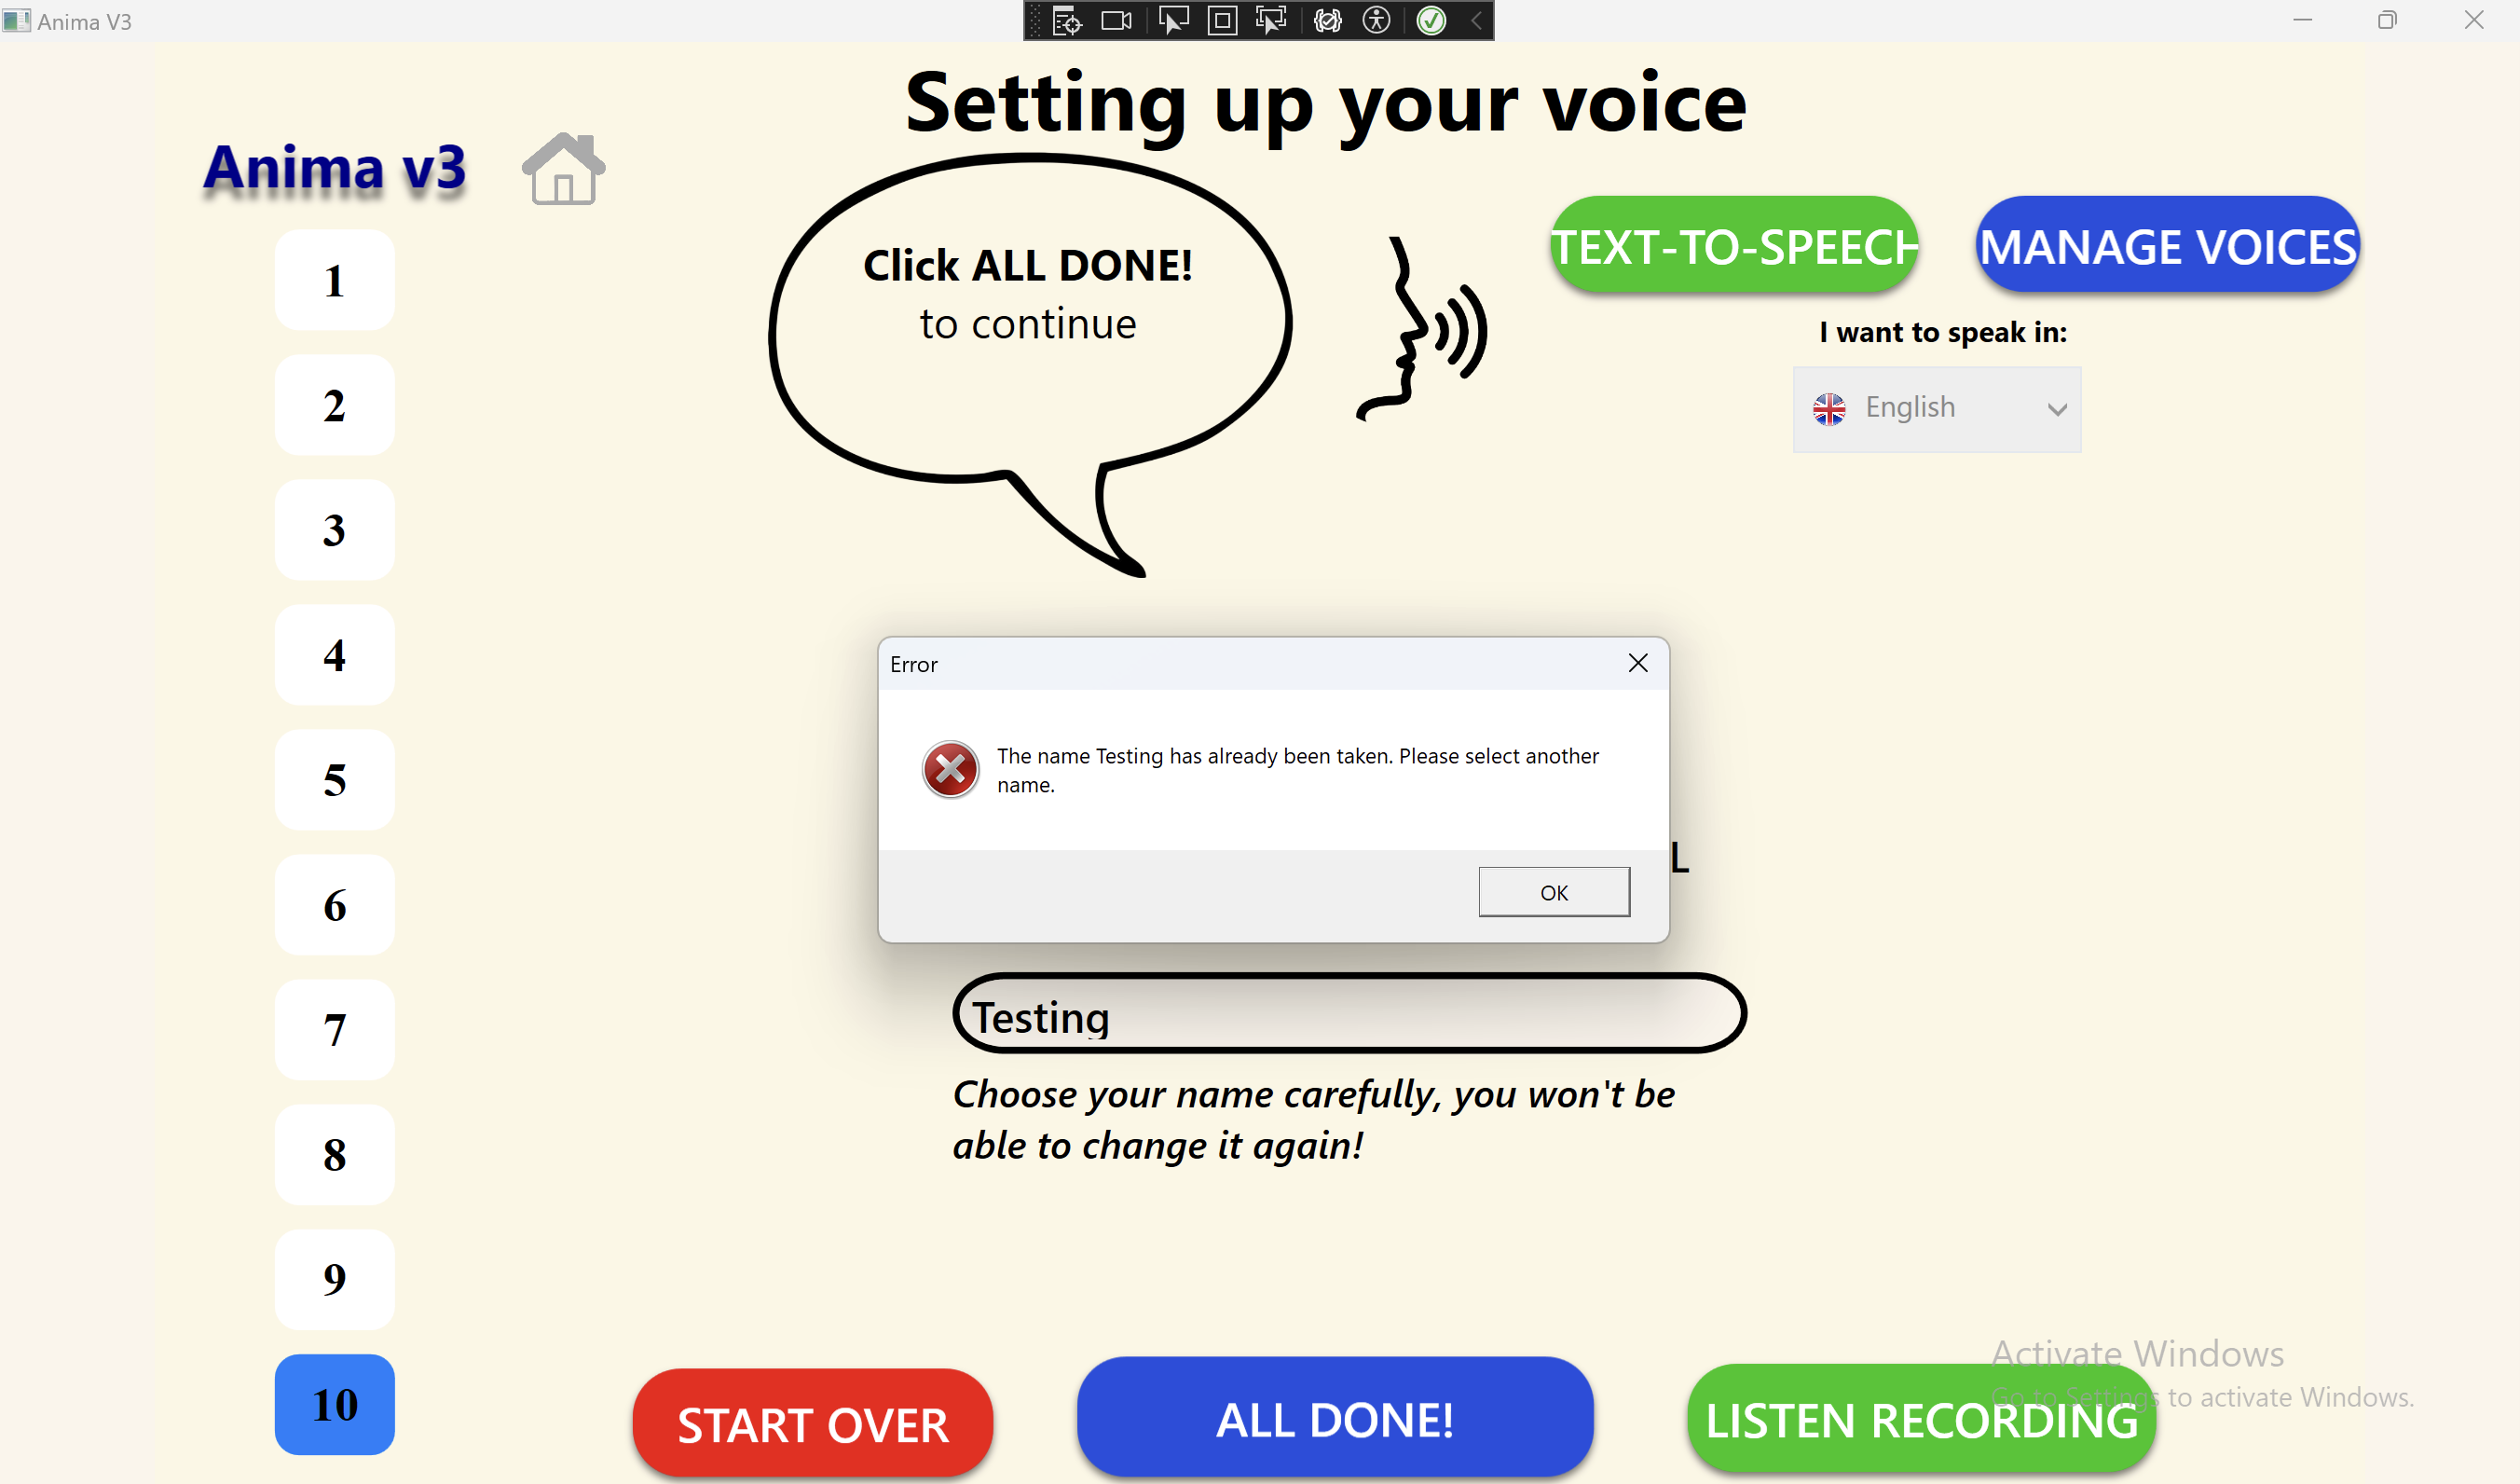 Anima V3
Setting up your voice
Anima v3
Click ALL DONE!
to continue
TEXT-TO-SPEECH
MANAGE VOICES
I want to speak in:
English
1
2
3
4
5
6
7
8
9
10
Error
The name Testing has already been taken. Please select another
name.
L
OK
Testing
Choose your name carefully, you won't be
able to change it again!
START OVER
ALL DONE!
LISTEN RECORDING
Activate Windows
Go to Settings to activate Windows.